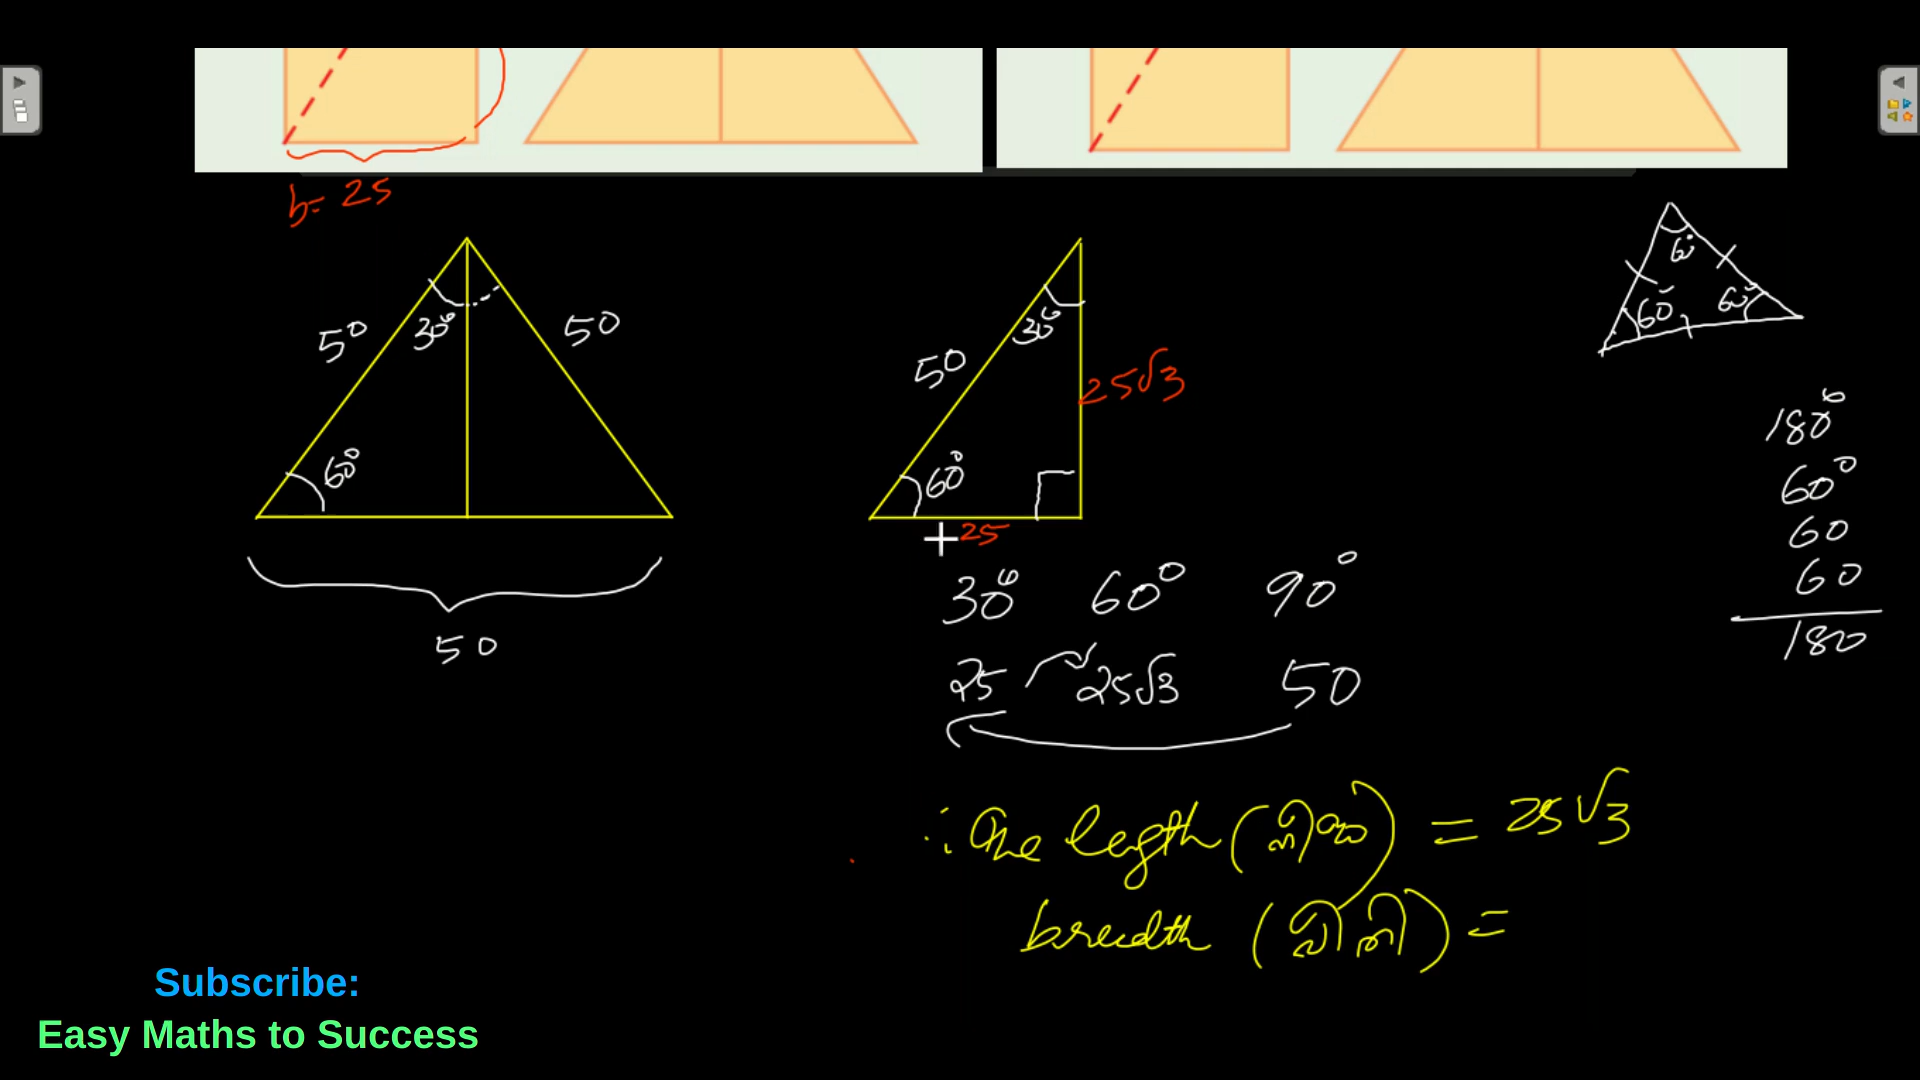 b= 25
50
30°
50
60°
50
50
30°
25√3
60°
25
60°
60°
60°
180°
60°
60
60
180
30° 60° 90°
25 25√3 50
∴ The length (നീളം) = 25√3
breadth (വീതി) =
Subscribe:
Easy Maths to Success